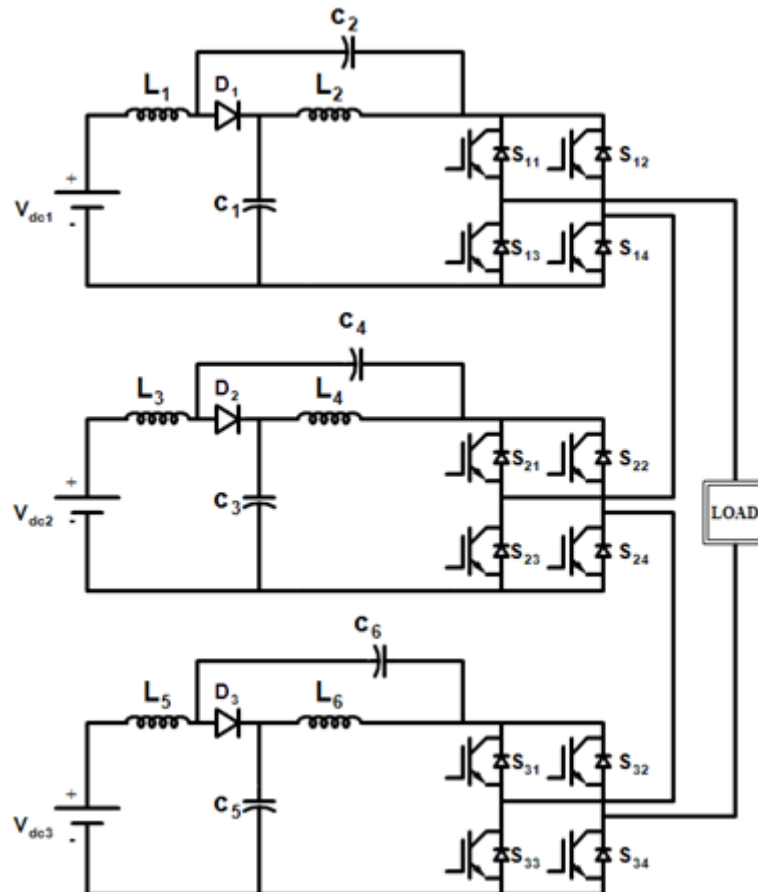 C2
L1 D1 L2
S11 S12
+
Vdc1 C1
-
S13 S14
C4
L3 D2 L4
S21 S22
+
Vdc2 C3 LOAD
-
S23 S24
C6
L5 D3 L6
S31 S32
+
Vdc3 C5
-
S33 S34